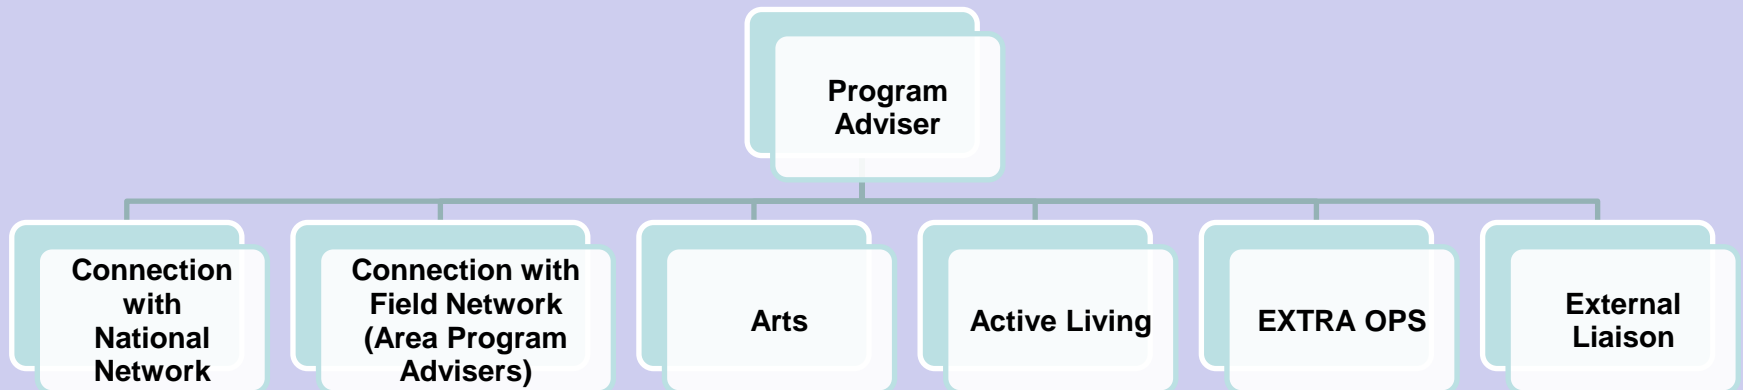 Program
Adviser
Connection
with
National
Network
Connection with
Field Network
(Area Program
Advisers)
Arts
Active Living
EXTRA OPS
External
Liaison